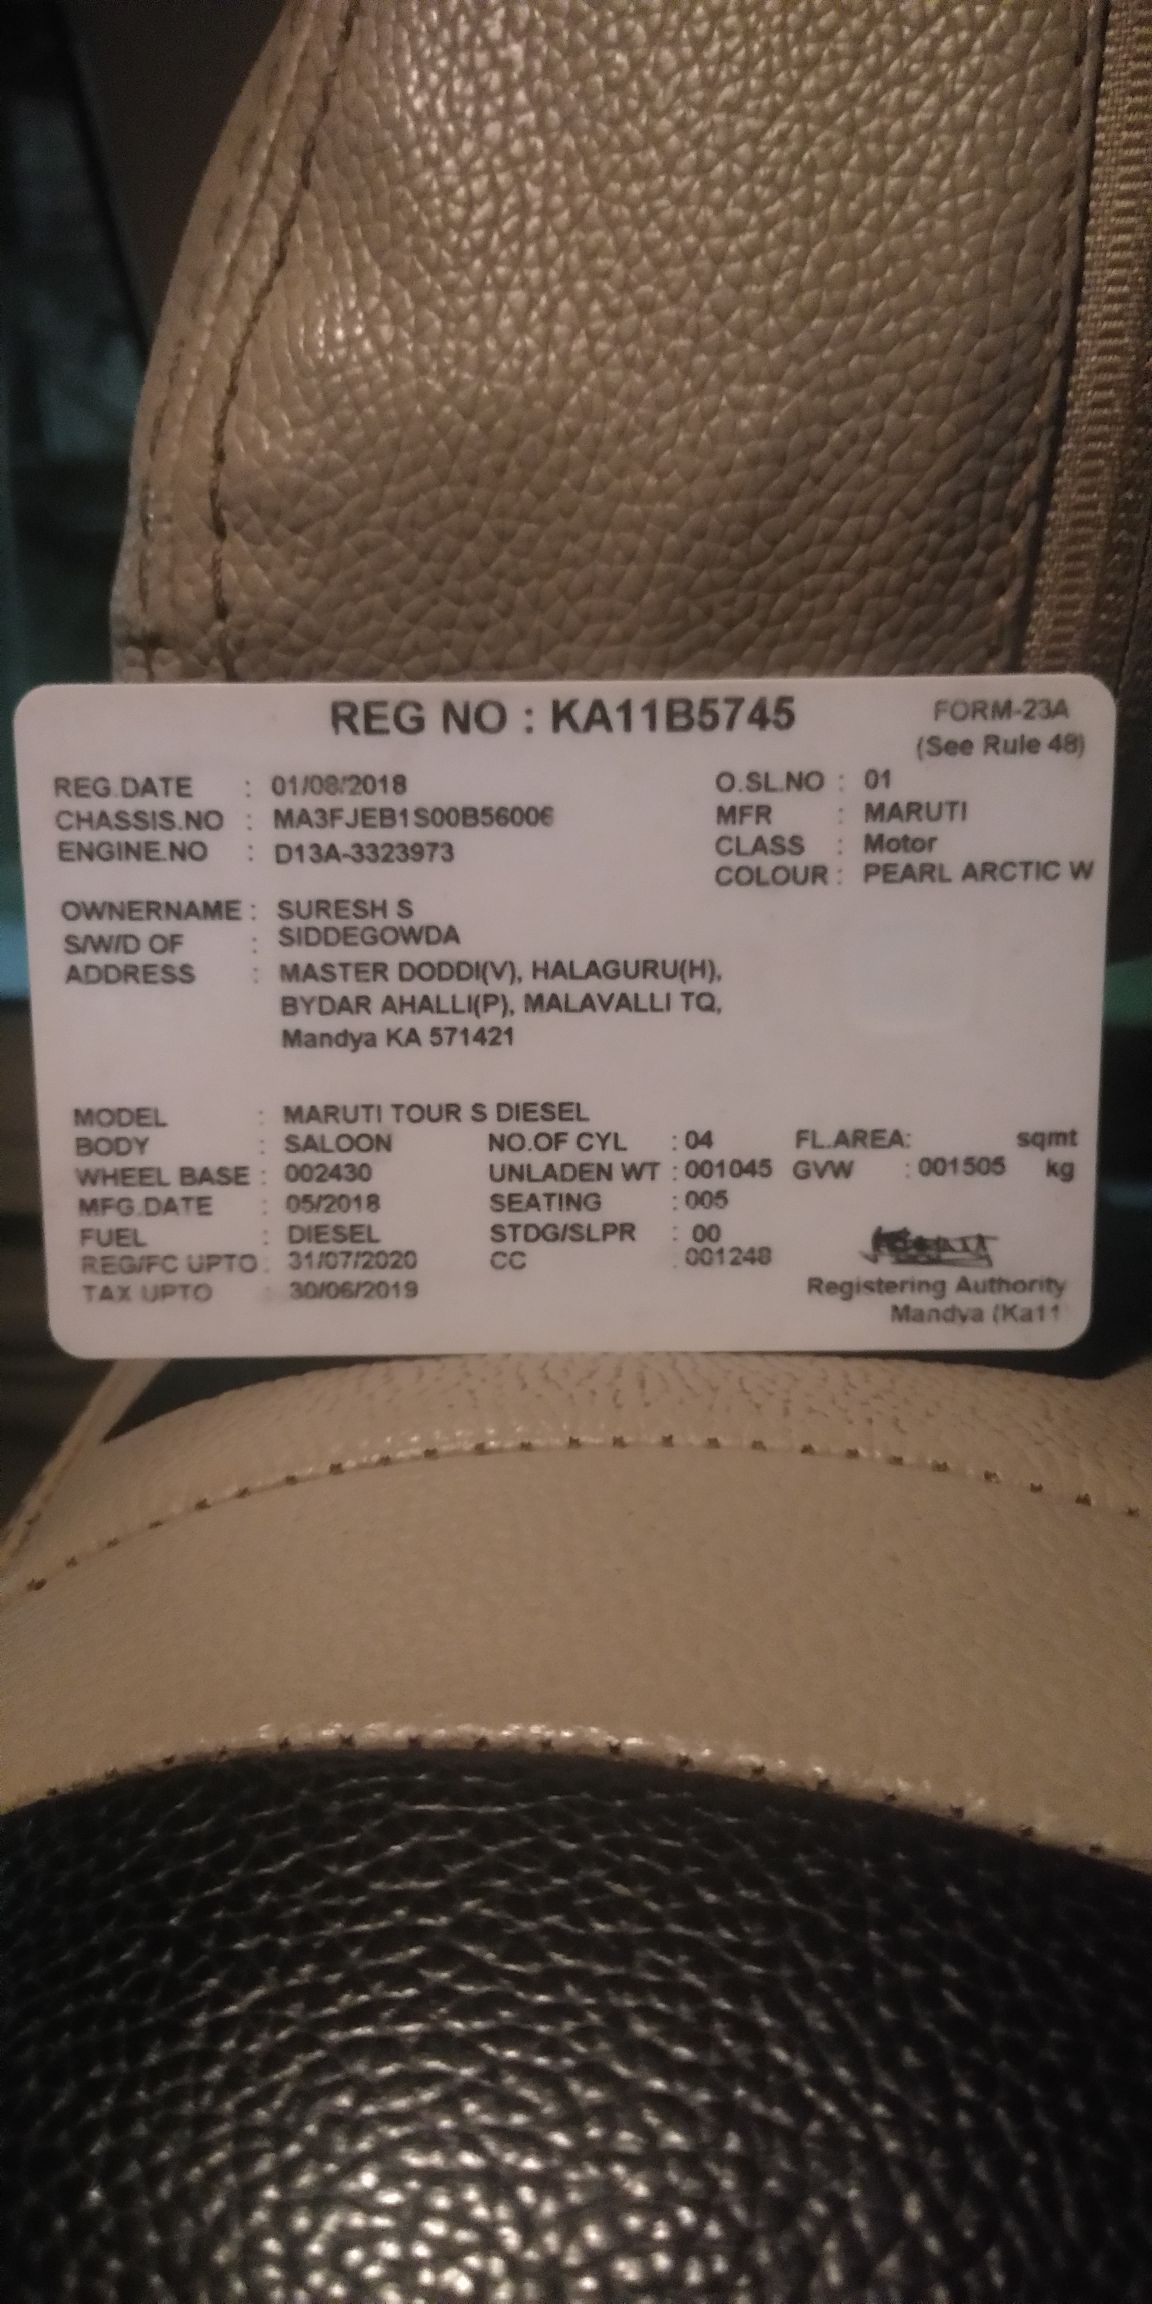 REG NO : KA11B5745
FORM-23A
(See Rule 48)
REG.DATE : 01/08/2018
O.SL.NO : 01
CHASSIS.NO : MA3FJEB1S00B56006
MFR : MARUTI
ENGINE.NO : D13A-3323973
CLASS : Motor
COLOUR : PEARL ARCTIC W
OWNERNAME : SURESH S
S/W/D OF : SIDDEGOWDA
ADDRESS : MASTER DODDI(V), HALAGURU(H),
BYDAR AHALLI(P), MALAVALLI TQ,
Mandya KA 571421
MODEL : MARUTI TOUR S DIESEL
BODY : SALOON NO.OF CYL : 04 FL.AREA: sqmt
WHEEL BASE : 002430 UNLADEN WT : 001045 GVW : 001505 kg
MFG.DATE : 05/2018 SEATING : 005
FUEL : DIESEL STDG/SLPR : 00
REG/FC UPTO : 31/07/2020 CC : 001248
TAX UPTO : 30/06/2019
Registering Authority
Mandya (Ka11